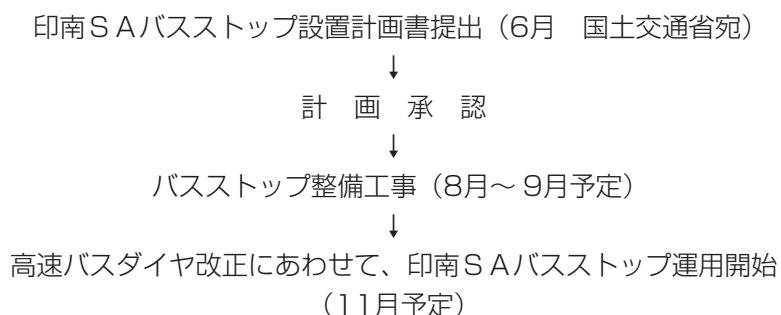 印南ＳＡバスストップ設置計画書提出（6月　国土交通省宛）
↓
計　画　承　認
↓
バスストップ整備工事（8月～9月予定）
↓
高速バスダイヤ改正にあわせて、印南ＳＡバスストップ運用開始
（11月予定）